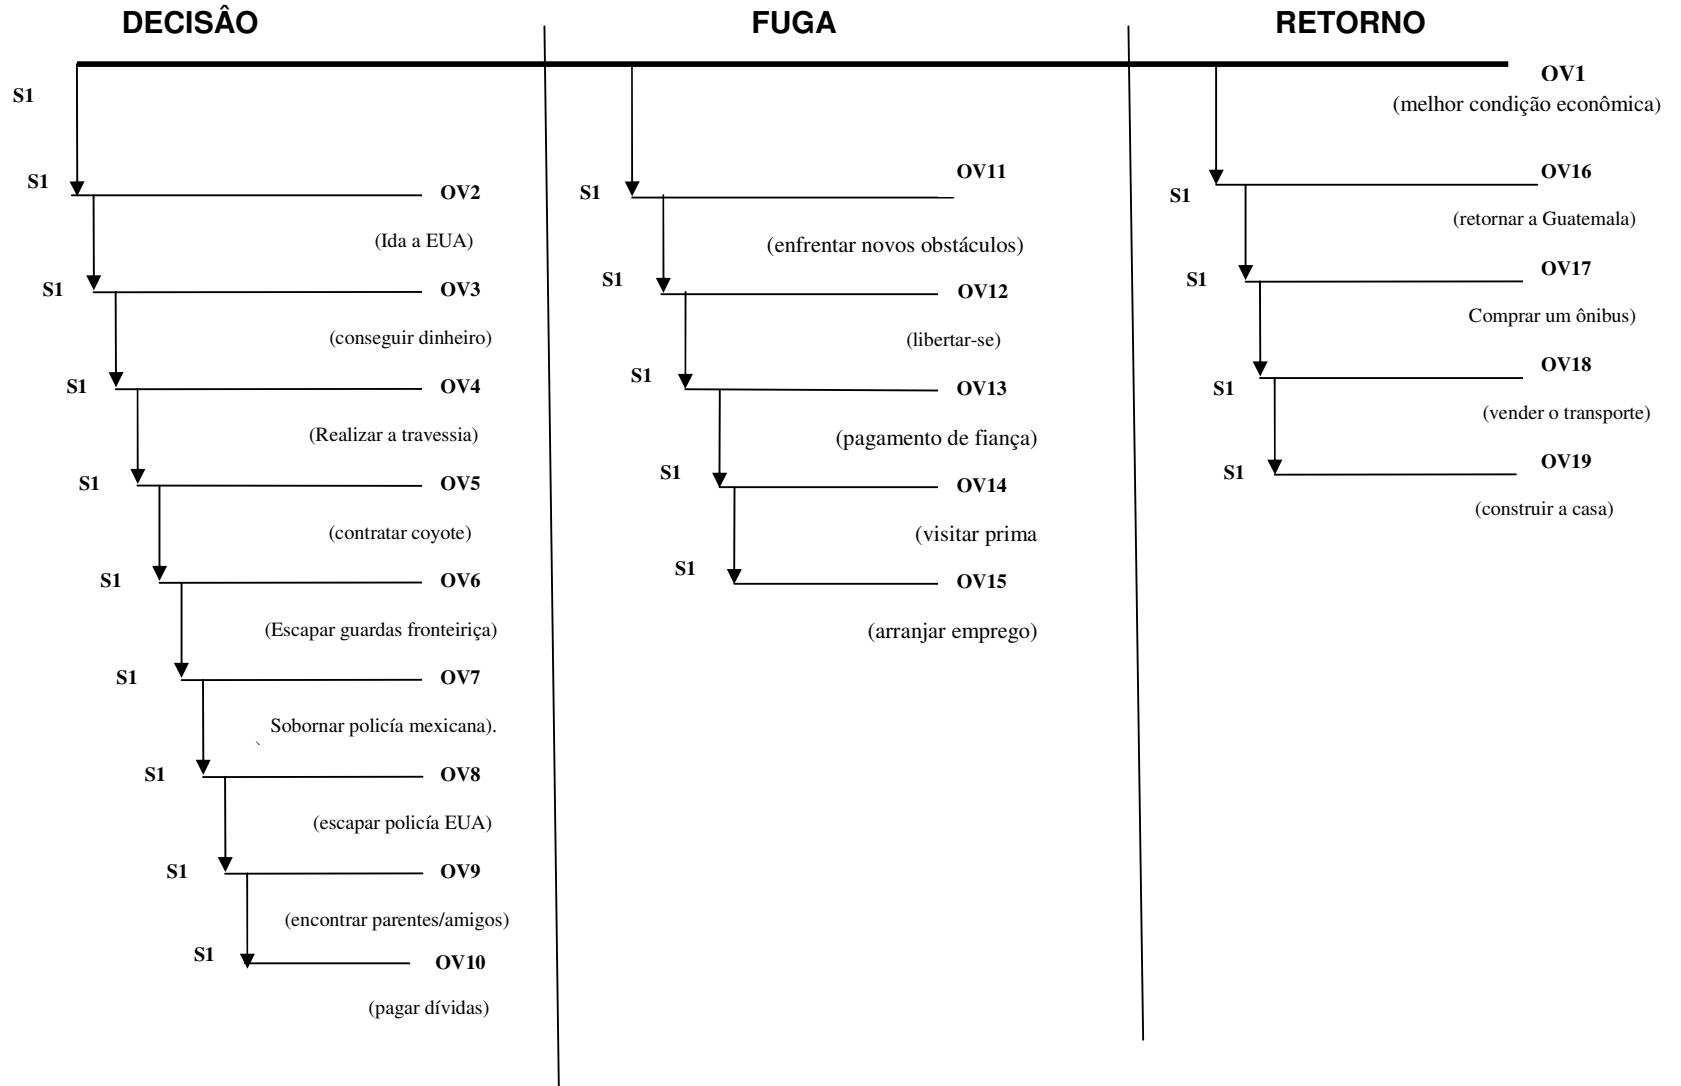 DECISÂO
FUGA
RETORNO
S1
OV1
(melhor condição econômica)
S1
OV2
(Ida a EUA)
S1
OV3
(conseguir dinheiro)
S1
OV4
(Realizar a travessia)
S1
OV5
(contratar coyote)
S1
OV6
(Escapar guardas fronteiriça)
S1
OV7
Sobornar policía mexicana).
S1
OV8
(escapar policía EUA)
S1
OV9
(encontrar parentes/amigos)
S1
OV10
(pagar dívidas)
S1
OV11
(enfrentar novos obstáculos)
S1
OV12
(libertar-se)
S1
OV13
(pagamento de fiança)
S1
OV14
(visitar prima
S1
OV15
(arranjar emprego)
S1
OV16
(retornar a Guatemala)
S1
OV17
Comprar um ônibus)
S1
OV18
(vender o transporte)
S1
OV19
(construir a casa)